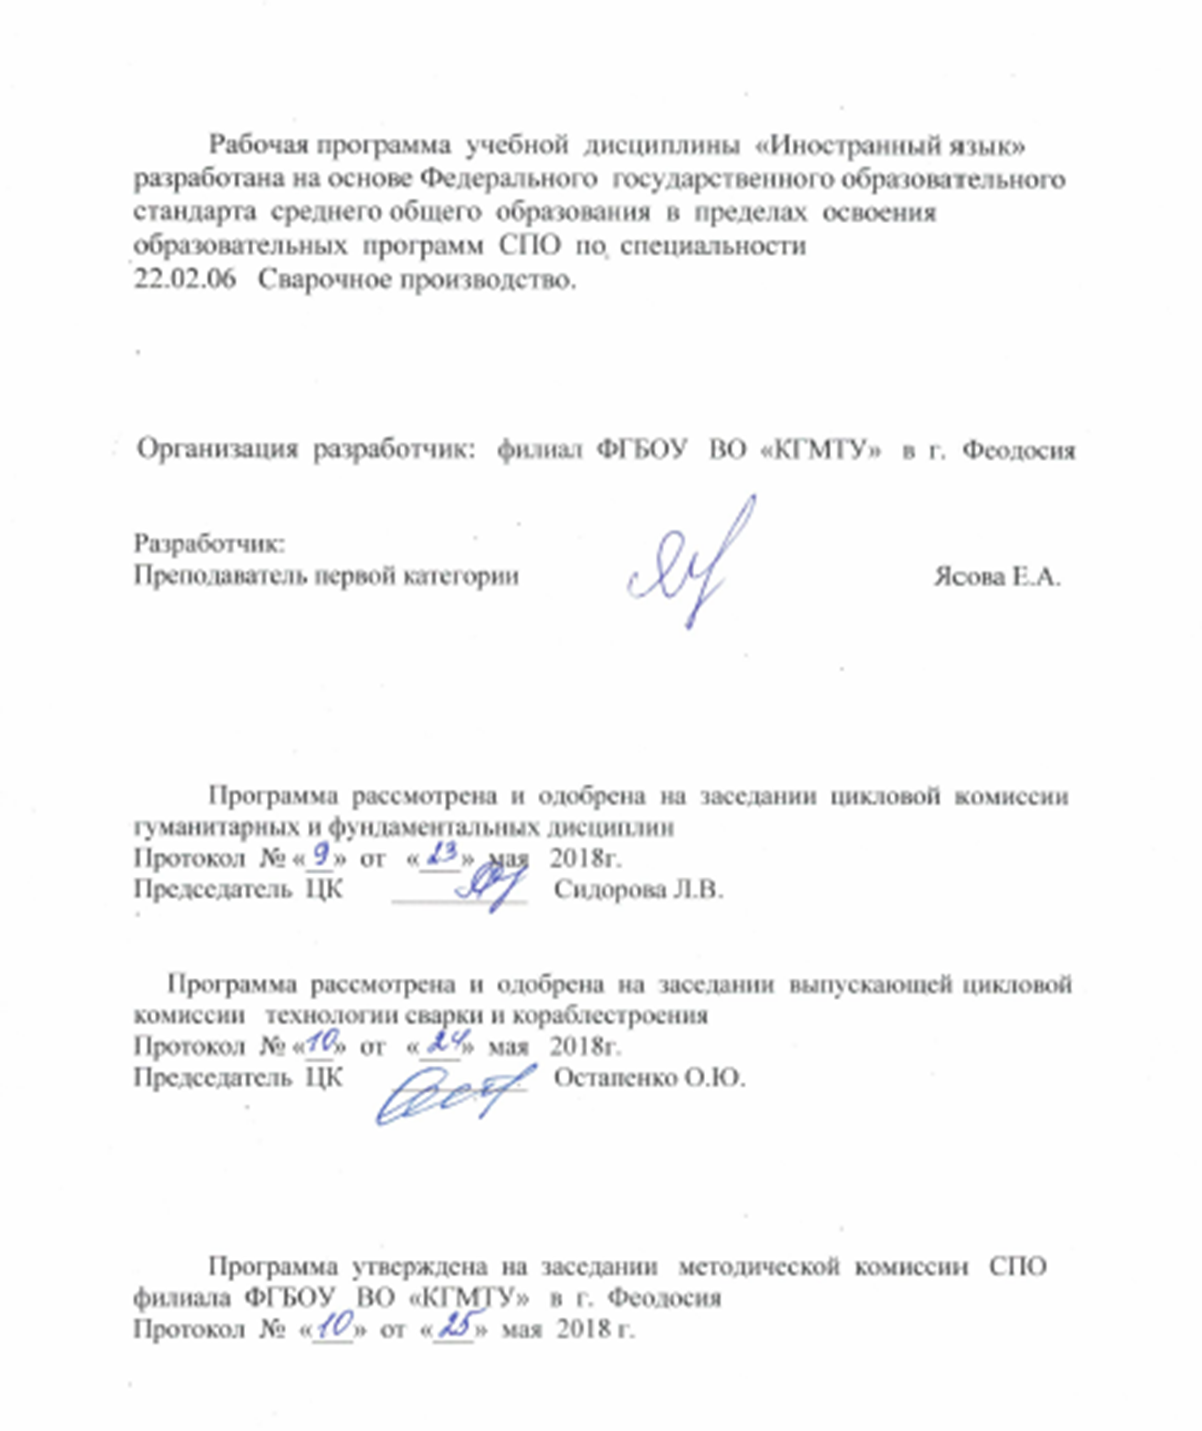 Рабочая программа учебной дисциплины «Иностранный язык»
разработана на основе Федерального государственного образовательного
стандарта среднего общего образования в пределах освоения
образовательных программ СПО по специальности
22.02.06 Сварочное производство.
Организация разработчик: филиал ФГБОУ ВО «КГМТУ» в г. Феодосия
Разработчик:
Преподаватель первой категории Ясова Е.А.
Программа рассмотрена и одобрена на заседании цикловой комиссии
гуманитарных и фундаментальных дисциплин
Протокол № «9» от «23» мая 2018г.
Председатель ЦК Сидорова Л.В.
Программа рассмотрена и одобрена на заседании выпускающей цикловой
комиссии технологии сварки и кораблестроения
Протокол № «10» от «24» мая 2018г.
Председатель ЦК Остапенко О.Ю.
Программа утверждена на заседании методической комиссии СПО
филиала ФГБОУ ВО «КГМТУ» в г. Феодосия
Протокол № «10» от «25» мая 2018 г.